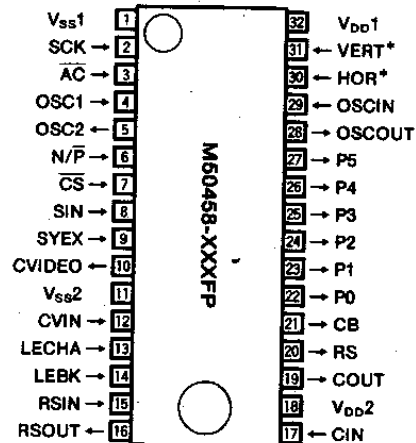 VSS1 1
SCK → 2
A̅C̅ → 3
OSC1 → 4
OSC2 ← 5
N/P̅ → 6
C̅S̅ → 7
SIN → 8
SYEX → 9
CVIDEO ← 10
VSS2 11
CVIN → 12
LECHA → 13
LEBK → 14
RSIN → 15
RSOUT ← 16
M50458-XXXFP
32 VDD1
31 ← VERT*
30 ← HOR*
29 ← OSCIN
28 → OSCOUT
27 → P5
26 → P4
25 → P3
24 → P2
23 → P1
22 → P0
21 ← CB
20 → RS
19 → COUT
18 VDD2
17 ← CIN